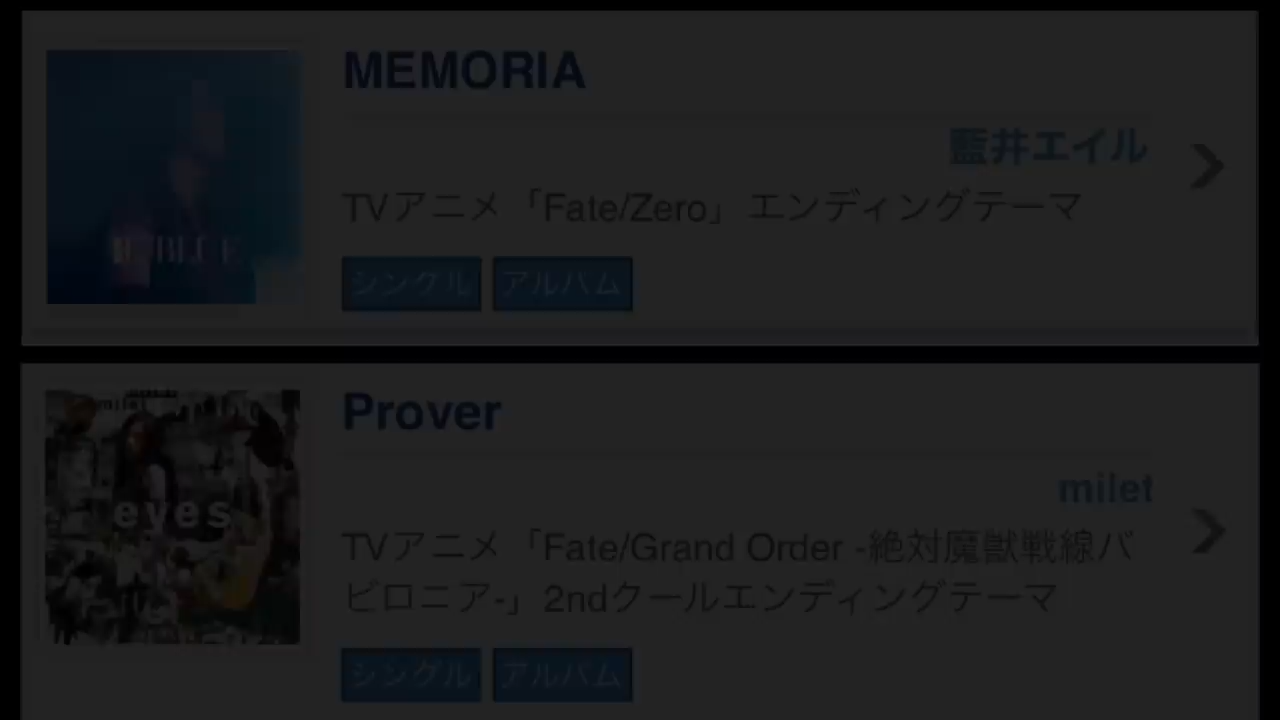 MEMORIA
藍井エイル
TVアニメ「Fate/Zero」エンディングテーマ
シングル アルバム
BLUE
Prover
milet
TVアニメ「Fate/Grand Order -絶対魔獣戦線バ
ビロニア-」2ndクールエンディングテーマ
シングル アルバム
milet
eyes